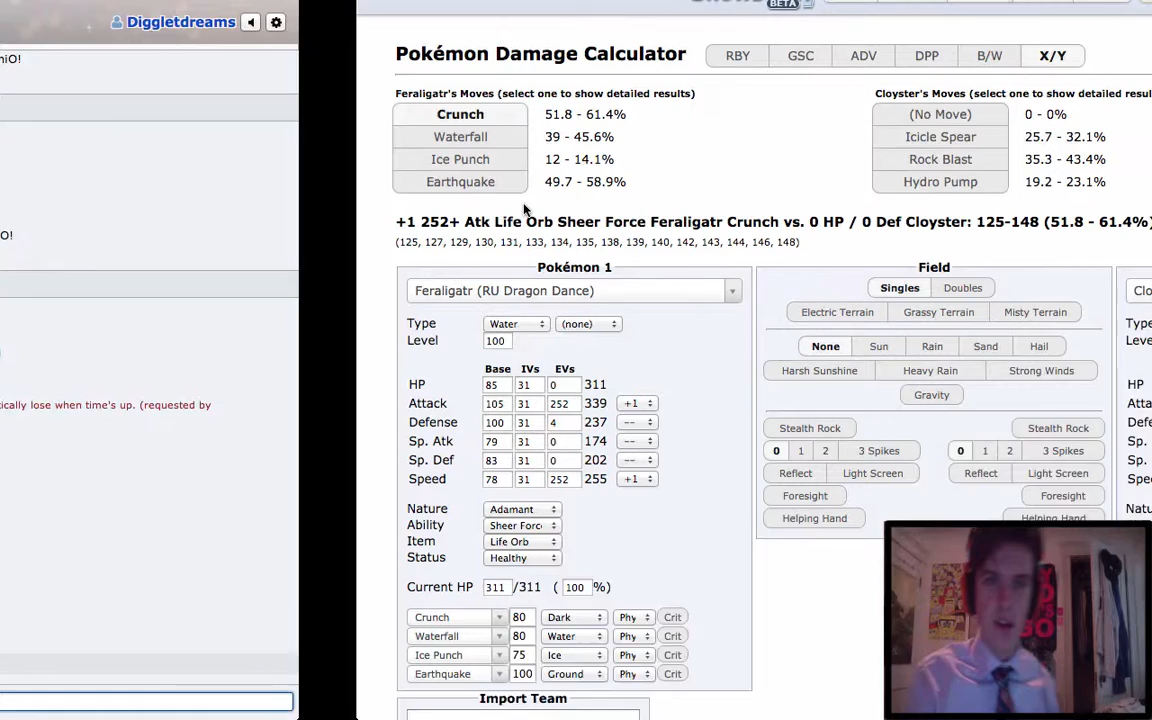 Diggletdreams
BETA
niO!
O!
ically lose when time's up. (requested by
Pokémon Damage Calculator
RBY
GSC
ADV
DPP
B/W
X/Y
Feraligatr's Moves (select one to show detailed results)
Crunch 51.8 - 61.4%
Waterfall 39 - 45.6%
Ice Punch 12 - 14.1%
Earthquake 49.7 - 58.9%
Cloyster's Moves (select one to show detailed resul
(No Move) 0 - 0%
Icicle Spear 25.7 - 32.1%
Rock Blast 35.3 - 43.4%
Hydro Pump 19.2 - 23.1%
+1 252+ Atk Life Orb Sheer Force Feraligatr Crunch vs. 0 HP / 0 Def Cloyster: 125-148 (51.8 - 61.4%)
(125, 127, 129, 130, 131, 133, 134, 135, 138, 139, 140, 142, 143, 144, 146, 148)
Pokémon 1
Feraligatr (RU Dragon Dance)
Type Water (none)
Level 100
Base IVs EVs
HP 85 31 0 311
Attack 105 31 252 339 +1
Defense 100 31 4 237 --
Sp. Atk 79 31 0 174 --
Sp. Def 83 31 0 202 --
Speed 78 31 252 255 +1
Nature Adamant
Ability Sheer Forc
Item Life Orb
Status Healthy
Current HP 311 /311 ( 100 %)
Crunch 80 Dark Phy Crit
Waterfall 80 Water Phy Crit
Ice Punch 75 Ice Phy Crit
Earthquake 100 Ground Phy Crit
Import Team
Field
Singles Doubles
Electric Terrain Grassy Terrain Misty Terrain
None Sun Rain Sand Hail
Harsh Sunshine Heavy Rain Strong Winds
Gravity
Stealth Rock Stealth Rock
0 1 2 3 Spikes 0 1 2 3 Spikes
Reflect Light Screen Reflect Light Screen
Foresight Foresight
Helping Hand Helping Hand
Clo
Type
Level
HP
Attac
Defen
Sp. A
Sp. D
Speed
Natur